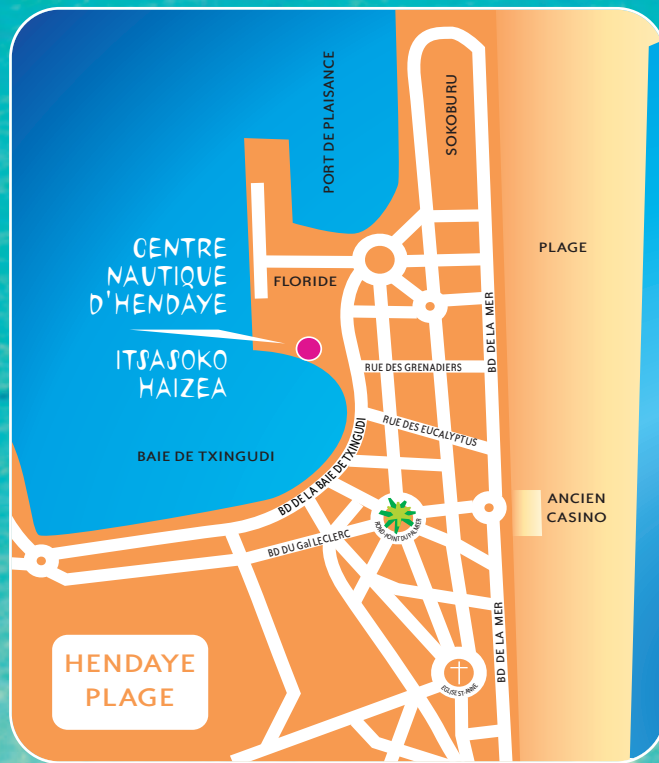 PORT DE PLAISANCE
SOKOBURU
CENTRE
NAUTIQUE
D'HENDAYE
ITSASOKO
HAIZEA
FLORIDE
PLAGE
BD DE LA MER
RUE DES GRENADIERS
RUE DES EUCALYPTUS
BAIE DE TXINGUDI
BD DE LA BAIE DE TXINGUDI
ANCIEN
CASINO
ROND-POINT DU PALMIER
BD DU Gal LECLERC
BD DE LA MER
EGLISE ST-ANNE
HENDAYE
PLAGE